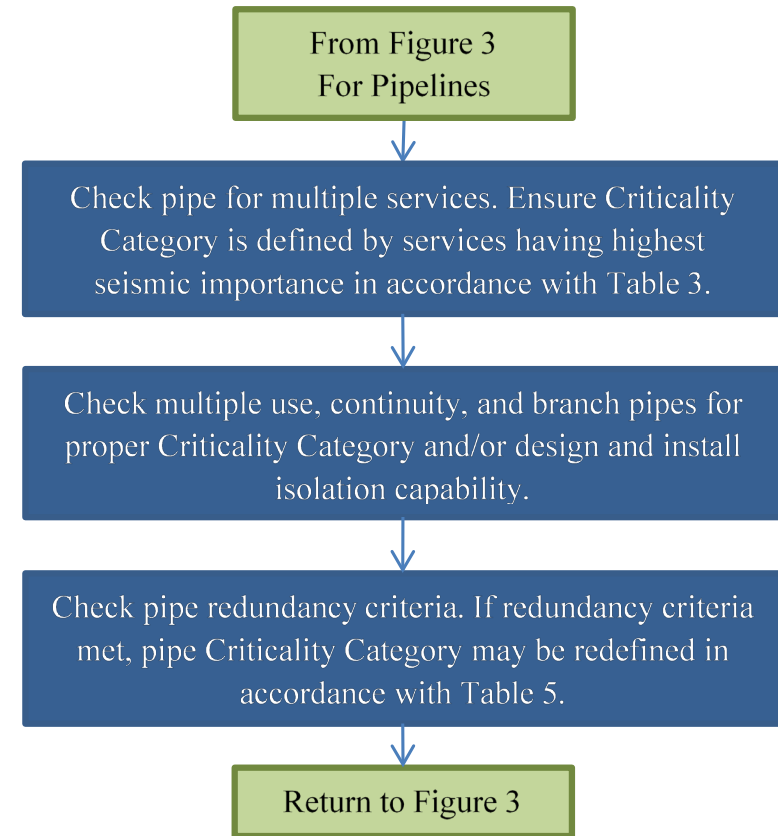 From Figure 3
For Pipelines
Check pipe for multiple services. Ensure Criticality
Category is defined by services having highest
seismic importance in accordance with Table 3.
Check multiple use, continuity, and branch pipes for
proper Criticality Category and/or design and install
isolation capability.
Check pipe redundancy criteria. If redundancy criteria
met, pipe Criticality Category may be redefined in
accordance with Table 5.
Return to Figure 3